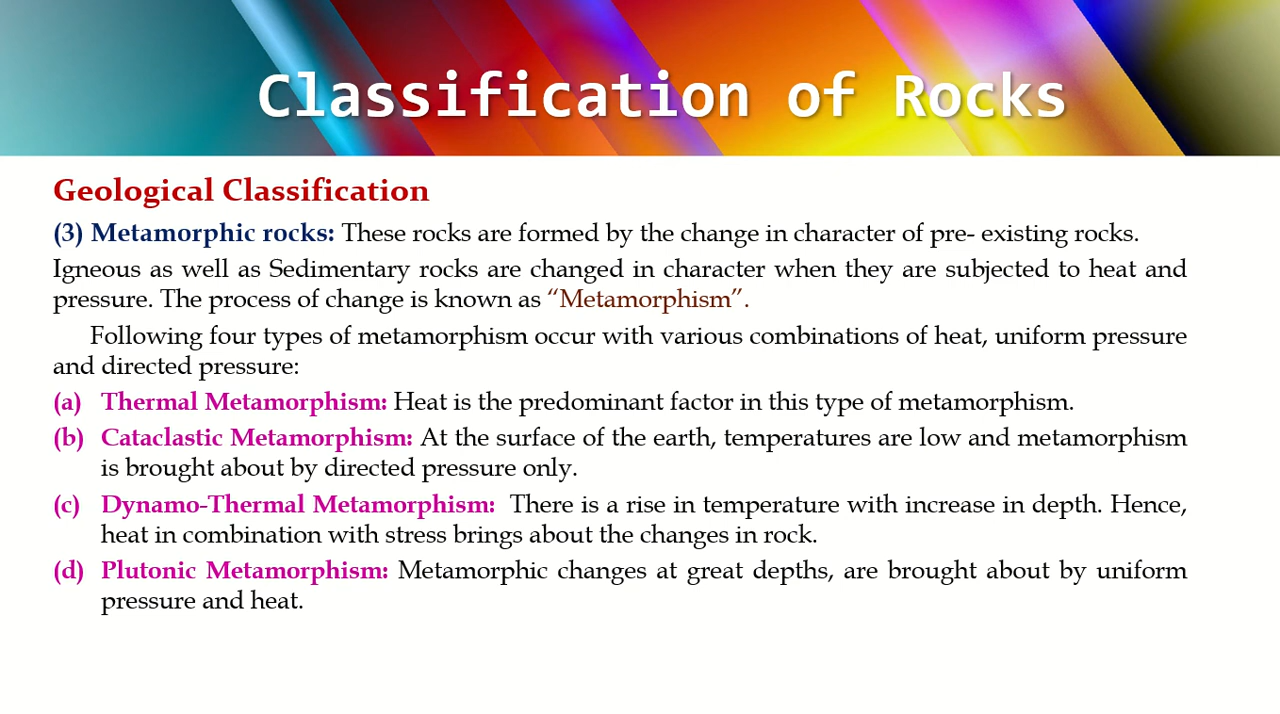 Classification of Rocks
Geological Classification
(3) Metamorphic rocks: These rocks are formed by the change in character of pre- existing rocks.
Igneous as well as Sedimentary rocks are changed in character when they are subjected to heat and
pressure. The process of change is known as “Metamorphism”.
Following four types of metamorphism occur with various combinations of heat, uniform pressure
and directed pressure:
(a) Thermal Metamorphism: Heat is the predominant factor in this type of metamorphism.
(b) Cataclastic Metamorphism: At the surface of the earth, temperatures are low and metamorphism
is brought about by directed pressure only.
(c) Dynamo-Thermal Metamorphism: There is a rise in temperature with increase in depth. Hence,
heat in combination with stress brings about the changes in rock.
(d) Plutonic Metamorphism: Metamorphic changes at great depths, are brought about by uniform
pressure and heat.